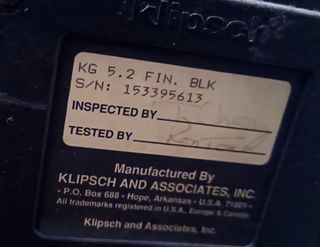 Klipsch
KG 5.2 FIN. BLK
S/N: 153395613
INSPECTED BY
TESTED BY
Manufactured By
KLIPSCH AND ASSOCIATES, INC.
• P.O. Box 688 • Hope, Arkansas • U.S.A. 71801 •
All trademarks registered in U.S.A., Europe & Canada
Klipsch and Associates, Inc.